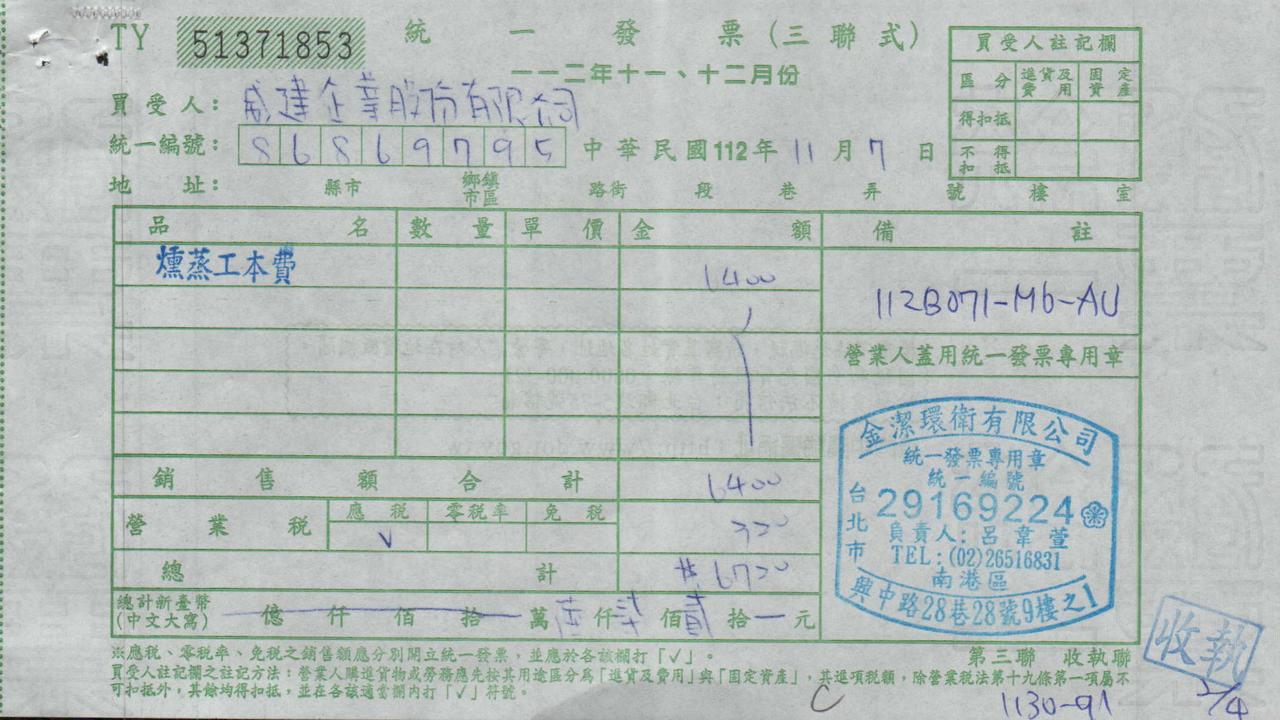 TY 51371853 統一發票(三聯式)
一一二年十一、十二月份
買受人註記欄
區分 進貨及費用 固定資產
得扣抵
不得扣抵
買受人：威建企業股份有限公司
統一編號：86869795 中華民國112年11月7日
地址： 縣市 鄉鎮市區 路街 段 巷 弄 號 樓 室
品名 數量 單價 金額 備註
燻蒸工本費 6400
112B071-M6-AU
營業人蓋用統一發票專用章
銷售額合計 6400
營業稅 應稅 零稅率 免稅 320
V
總計 #6720
總計新臺幣(中文大寫) 億 仟 佰 拾 萬 陸 仟 柒 佰 貳 拾 元
金潔環衛有限公司
統一發票專用章
統一編號
29169224
負責人：呂韋萱
TEL:(02)26516831
台北市
南港區
興中路28巷28號9樓之1
※應稅、零稅率、免稅之銷售額應分別開立統一發票，並應於各該欄打「✓」。
第三聯 收執聯
買受人註記欄之註記方法：營業人購進貨物或勞務應先按其用途區分為「進貨及費用」與「固定資產」，其進項稅額，除營業稅法第十九條第一項屬不
可扣抵外，其餘均得扣抵，並在各該適當欄內打「✓」符號。
收執
C 1130-91